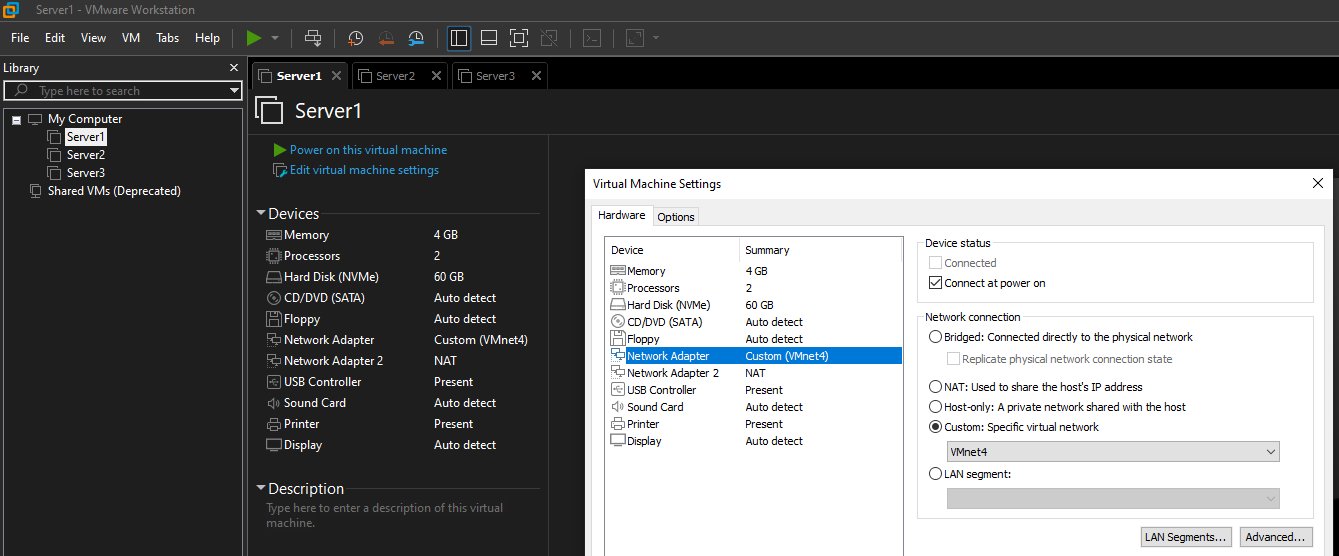 Server1 - VMware Workstation
File Edit View VM Tabs Help
Library
Type here to search
My Computer
Server1
Server2
Server3
Shared VMs (Deprecated)
Server1 Server2 Server3
Server1
Power on this virtual machine
Edit virtual machine settings
Devices
Memory 4 GB
Processors 2
Hard Disk (NVMe) 60 GB
CD/DVD (SATA) Auto detect
Floppy Auto detect
Network Adapter Custom (VMnet4)
Network Adapter 2 NAT
USB Controller Present
Sound Card Auto detect
Printer Present
Display Auto detect
Description
Type here to enter a description of this virtual
machine.
Virtual Machine Settings
Hardware Options
Device Summary
Memory 4 GB
Processors 2
Hard Disk (NVMe) 60 GB
CD/DVD (SATA) Auto detect
Floppy Auto detect
Network Adapter Custom (VMnet4)
Network Adapter 2 NAT
USB Controller Present
Sound Card Auto detect
Printer Present
Display Auto detect
Device status
Connected
Connect at power on
Network connection
Bridged: Connected directly to the physical network
Replicate physical network connection state
NAT: Used to share the host's IP address
Host-only: A private network shared with the host
Custom: Specific virtual network
VMnet4
LAN segment:
LAN Segments... Advanced...